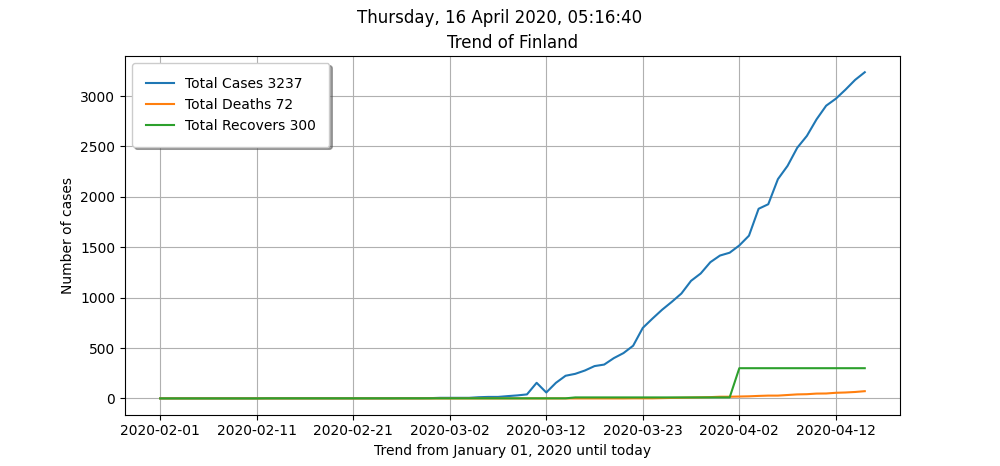 Thursday, 16 April 2020, 05:16:40
Trend of Finland
Total Cases 3237
Total Deaths 72
Total Recovers 300
Number of cases
3000
2500
2000
1500
1000
500
0
2020-02-01 2020-02-11 2020-02-21 2020-03-02 2020-03-12 2020-03-23 2020-04-02 2020-04-12
Trend from January 01, 2020 until today